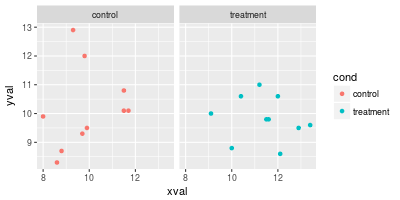 control treatment
13
12
11
10
9
8 10 12 8 10 12
xval
yval
cond
control
treatment